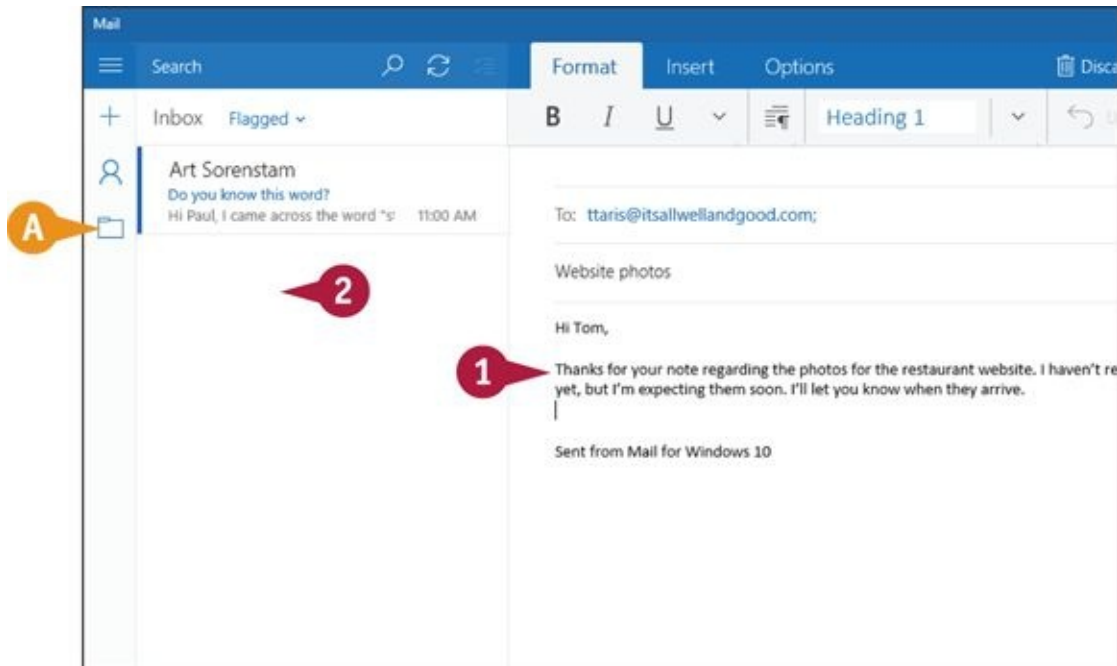 Mail
Search
Format Insert Options Disca
Inbox Flagged
B I U Heading 1
Art Sorenstam
Do you know this word?
Hi Paul, I came across the word "s 11:00 AM
A
To: ttaris@itsallwellandgood.com;
Website photos
2
Hi Tom,
1
Thanks for your note regarding the photos for the restaurant website. I haven't re
yet, but I'm expecting them soon. I'll let you know when they arrive.
Sent from Mail for Windows 10